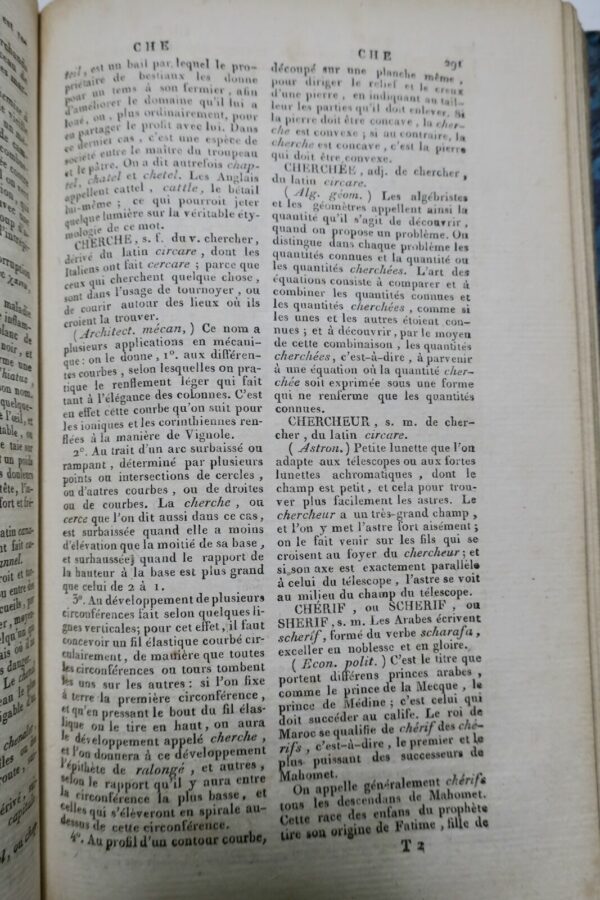 CHE
teil, est un bail par lequel le pro-
priétaire de bestiaux les donne
pour un tems à son fermier, afin
d'améliorer le domaine qu'il lui a
loué, ou, plus ordinairement, pour
en partager le profit avec lui. Dans
ce dernier cas, c'est une espèce de
société entre le maître du troupeau
et le pâtre. On a dit autrefois chap-
tel, chatel et chetel. Les Anglais
appellent cattel, cattle, le bétail
lui-même; ce qui pourroit jeter
quelque lumière sur la véritable éty-
mologie de ce mot.
CHERCHE, s. f. du v. chercher,
dérivé du latin circare, dont les
Italiens ont fait cercare; parce que
ceux qui cherchent quelque chose,
sont dans l'usage de tournoyer, ou
de courir autour des lieux où ils
croient la trouver.
(Architect. mécan,) Ce nom a
plusieurs applications en mécani-
que: on le donne, 1°. aux différen-
tes courbes, selon lesquelles on pra-
tique le renflement léger qui fait
tant à l'élégance des colonnes. C'est
en effet cette courbe qu'on suit pour
les ioniques et les corinthiennes ren-
flées à la manière de Vignole.
2°. Au trait d'un arc surbaissé ou
rampant, déterminé par plusieurs
points ou intersections de cercles,
ou d'autres courbes, ou de droites
ou de courbes. La cherche, ou
cerce que l'on dit aussi dans ce cas,
est surbaissée quand elle a moins
d'élévation que la moitié de sa base,
et surhaussée quand le rapport de
la hauteur à la base est plus grand
que celui de 2 à 1.
3°. Au développement de plusieurs
circonférences fait selon quelques li-
gnes verticales; pour cet effet, il faut
concevoir un fil élastique courbé cir-
culairement, de manière que toutes
les circonférences ou tours tombent
les uns sur les autres: si l'on fixe
à terre la première circonférence,
et qu'en pressant le bout du fil élas-
tique on le tire en haut, on aura
le développement appelé cherche,
et l'on donnera à ce développement
l'épithète de ralongé, et autres,
selon le rapport qu'il y aura entre
la circonférence la plus basse, et
celles qui s'élèveront en spirale au-
dessus de cette circonférence.
4°. Au profil d'un contour courbe,
CHE 291
découpé sur une planche même,
pour diriger le relief et le creux
d'une pierre, en indiquant au tail-
leur les parties qu'il doit enlever. Si
la pierre doit être concave, la cher-
che est convexe; si au contraire, la
cherche est concave, c'est la pierre
qui doit être convexe.
CHERCHÉE, adj. de chercher,
du latin circare.
(Alg. géom.) Les algébristes
et les géomètres appellent ainsi la
quantité qu'il s'agit de découvrir,
quand on propose un problème. On
distingue dans chaque problème les
quantités connues et la quantité ou
les quantités cherchées. L'art des
équations consiste à comparer et à
combiner les quantités connues et
les quantités cherchées, comme si
les unes et les autres étoient con-
nues; et à découvrir, par le moyen
de cette combinaison, les quantités
cherchées, c'est-à-dire, à parvenir
à une équation où la quantité cher-
chée soit exprimée sous une forme
qui ne renferme que les quantités
connues.
CHERCHEUR, s. m. de cher-
cher, du latin circare.
(Astron.) Petite lunette que l'on
adapte aux télescopes ou aux fortes
lunettes achromatiques, dont le
champ est petit, et cela pour trou-
ver plus facilement les astres. Le
chercheur a un très-grand champ,
et l'on y met l'astre fort aisément;
on le fait venir sur les fils qui se
croisent au foyer du chercheur; et
si son axe est exactement parallèle
à celui du télescope, l'astre se voit
au milieu du champ du télescope.
CHÉRIF, ou SCHERIF, ou
SHERIF, s. m. Les Arabes écrivent
scherîf, formé du verbe scharafa,
exceller en noblesse et en gloire.
(Econ. polit.) C'est le titre que
portent différens princes arabes,
comme le prince de la Mecque, le
prince de Médine; c'est celui qui
doit succéder au calife. Le roi de
Maroc se qualifie de chérif des ché-
rifs, c'est-à-dire, le premier et le
plus puissant des successeurs de
Mahomet.
On appelle généralement chérifs
tous les descendans de Mahomet.
Cette race des enfans du prophète
tire son origine de Fatime, fille de
T 2